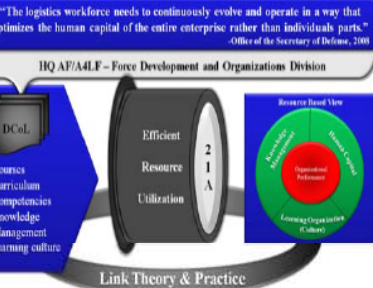 "The logistics workforce needs to continuously evolve and operate in a way that
optimizes the human capital of the entire enterprise rather than individuals parts."
-Office of the Secretary of Defense, 2008
HQ AF/A4LF – Force Development and Organizations Division
DCoL
ourses
urriculum
ompetencies
nowledge
anagement
earning culture
Efficient
Resource
Utilization
2
1
A
Resource Based View
Knowledge
Management
Human Capital
Organizational
Performance
Learning Organization
(Culture)
Link Theory & Practice